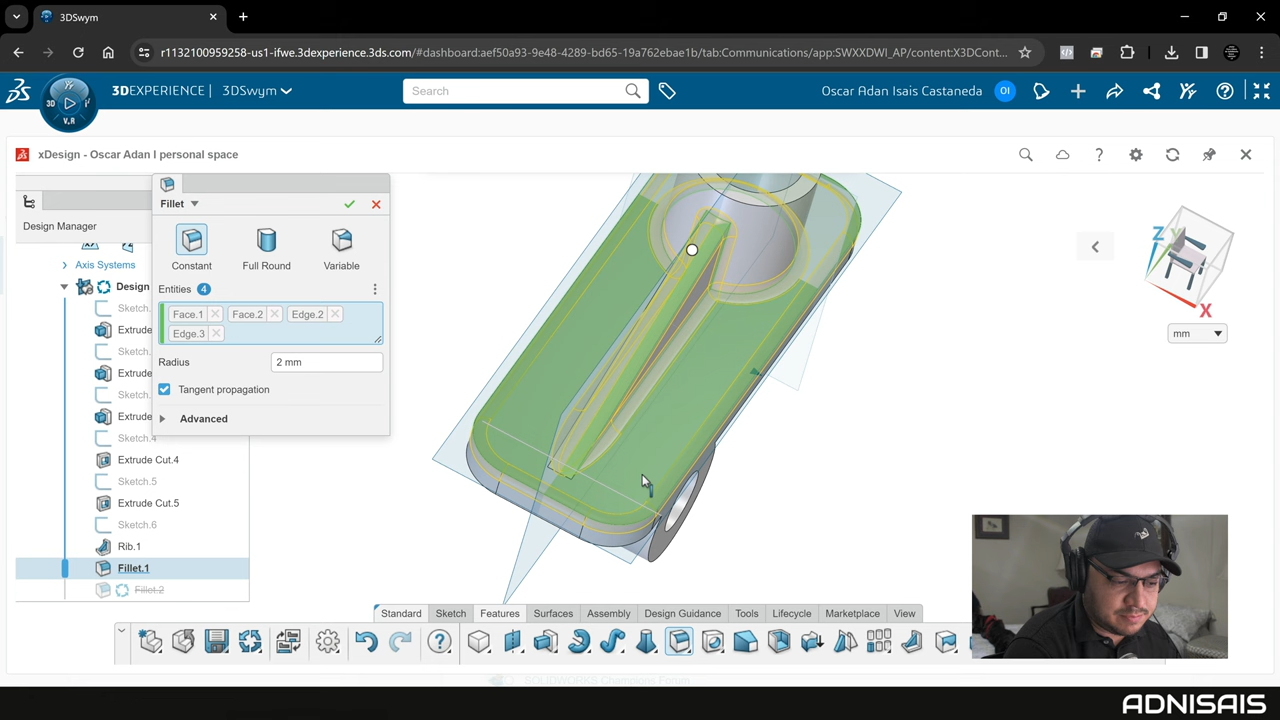 3DSwym
r1132100959258-us1-ifwe.3dexperience.3ds.com/#dashboard:aef50a93-9e48-4289-bd65-19a762ebae1b/tab:Communications/app:SWXXDWI_AP/content:X3DCont...
3D
V.R
3DEXPERIENCE | 3DSwym
Search
Oscar Adan Isais Castaneda
OI
xDesign - Oscar Adan I personal space
Design Manager
Axis Systems
Design
Sketch.
Extrude
Sketch.
Extrude
Sketch.
Extrude
Sketch.4
Extrude Cut.4
Sketch.5
Extrude Cut.5
Sketch.6
Rib.1
Fillet.1
Fillet.2
Fillet
Constant
Full Round
Variable
Entities 4
Face.1
Face.2
Edge.2
Edge.3
Radius
2 mm
Tangent propagation
Advanced
Z
Y
X
mm
Standard
Sketch
Features
Surfaces
Assembly
Design Guidance
Tools
Lifecycle
Marketplace
View
SOLIDWORKS Champions Forum
ADNISAIS